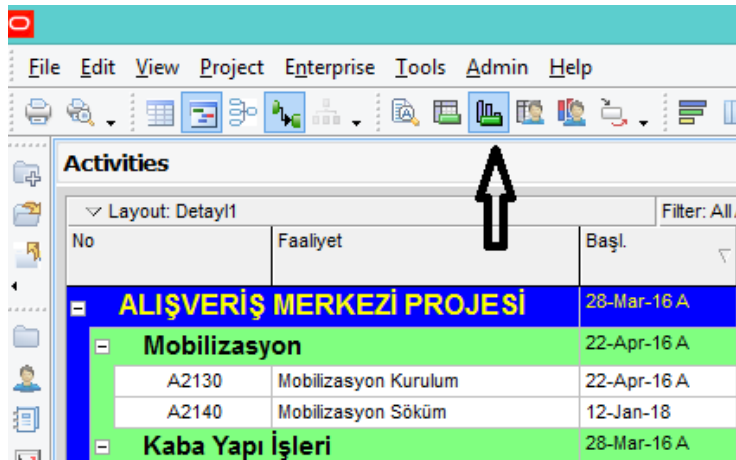 File Edit View Project Enterprise Tools Admin Help
Activities
Layout: Detayl1 Filter: All
No Faaliyet Başl.
ALIŞVERİŞ MERKEZİ PROJESİ 28-Mar-16 A
Mobilizasyon 22-Apr-16 A
A2130 Mobilizasyon Kurulum 22-Apr-16 A
A2140 Mobilizasyon Söküm 12-Jan-18
Kaba Yapı İşleri 28-Mar-16 A